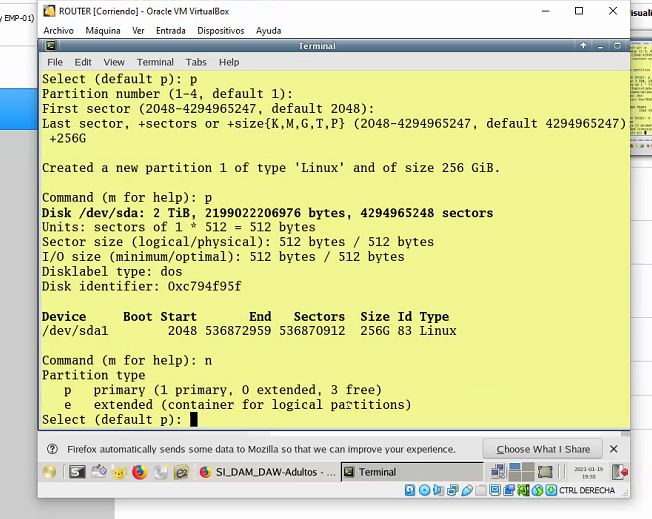 y EMP-01)
ROUTER [Corriendo] - Oracle VM VirtualBox
Archivo Máquina Ver Entrada Dispositivos Ayuda
Terminal
File Edit View Terminal Tabs Help
Select (default p): p
Partition number (1-4, default 1):
First sector (2048-4294965247, default 2048):
Last sector, +sectors or +size{K,M,G,T,P} (2048-4294965247, default 4294965247)
+256G
Created a new partition 1 of type 'Linux' and of size 256 GiB.
Command (m for help): p
Disk /dev/sda: 2 TiB, 2199022206976 bytes, 4294965248 sectors
Units: sectors of 1 * 512 = 512 bytes
Sector size (logical/physical): 512 bytes / 512 bytes
I/O size (minimum/optimal): 512 bytes / 512 bytes
Disklabel type: dos
Disk identifier: 0xc794f95f
Device Boot Start End Sectors Size Id Type
/dev/sda1 2048 536872959 536870912 256G 83 Linux
Command (m for help): n
Partition type
p primary (1 primary, 0 extended, 3 free)
e extended (container for logical partitions)
Select (default p):
Firefox automatically sends some data to Mozilla so that we can improve your experience.
Choose What I Share
SI_DAM_DAW-Adultos - ...
Terminal
2021-01-19
19:58
CTRL DERECHA
isuali